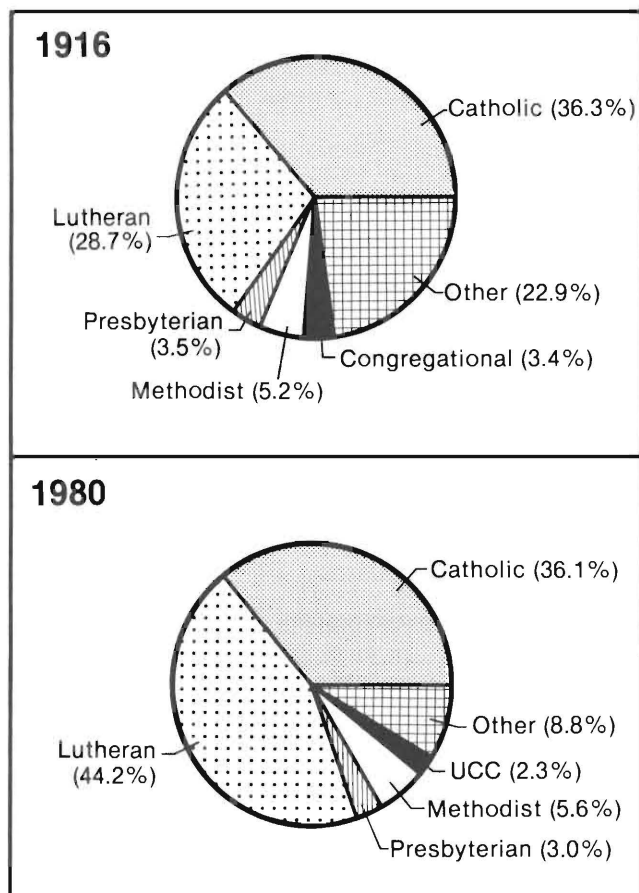 1916
Catholic (36.3%)
Lutheran
(28.7%)
Other (22.9%)
Presbyterian
(3.5%)
Congregational (3.4%)
Methodist (5.2%)
1980
Catholic (36.1%)
Other (8.8%)
Lutheran
(44.2%)
UCC (2.3%)
Methodist (5.6%)
Presbyterian (3.0%)